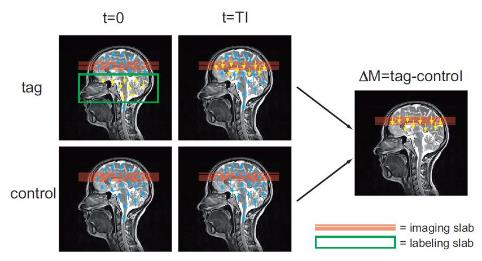 t=0 t=TI
tag
ΔM=tag-control
control
= imaging slab
= labeling slab